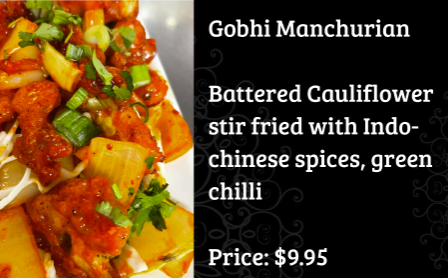 Gobhi Manchurian
Battered Cauliflower
stir fried with Indo-
chinese spices, green
chilli
Price: $9.95